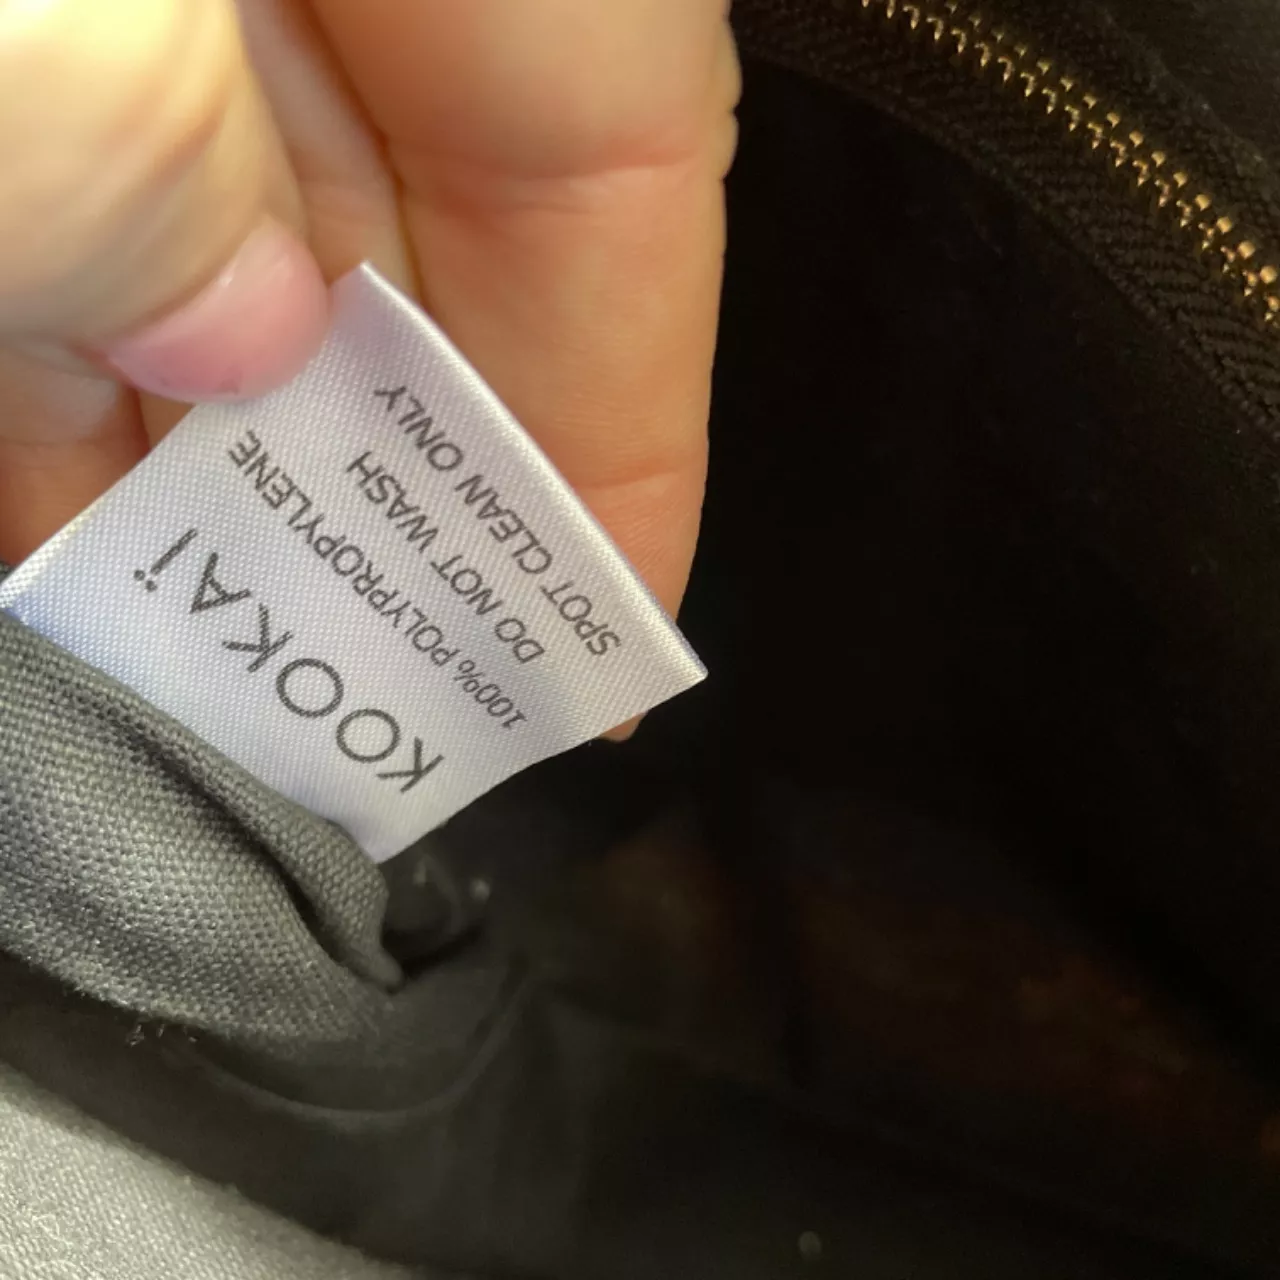 KOOKAÏ
100% POLYPROPYLENE
DO NOT WASH
SPOT CLEAN ONLY